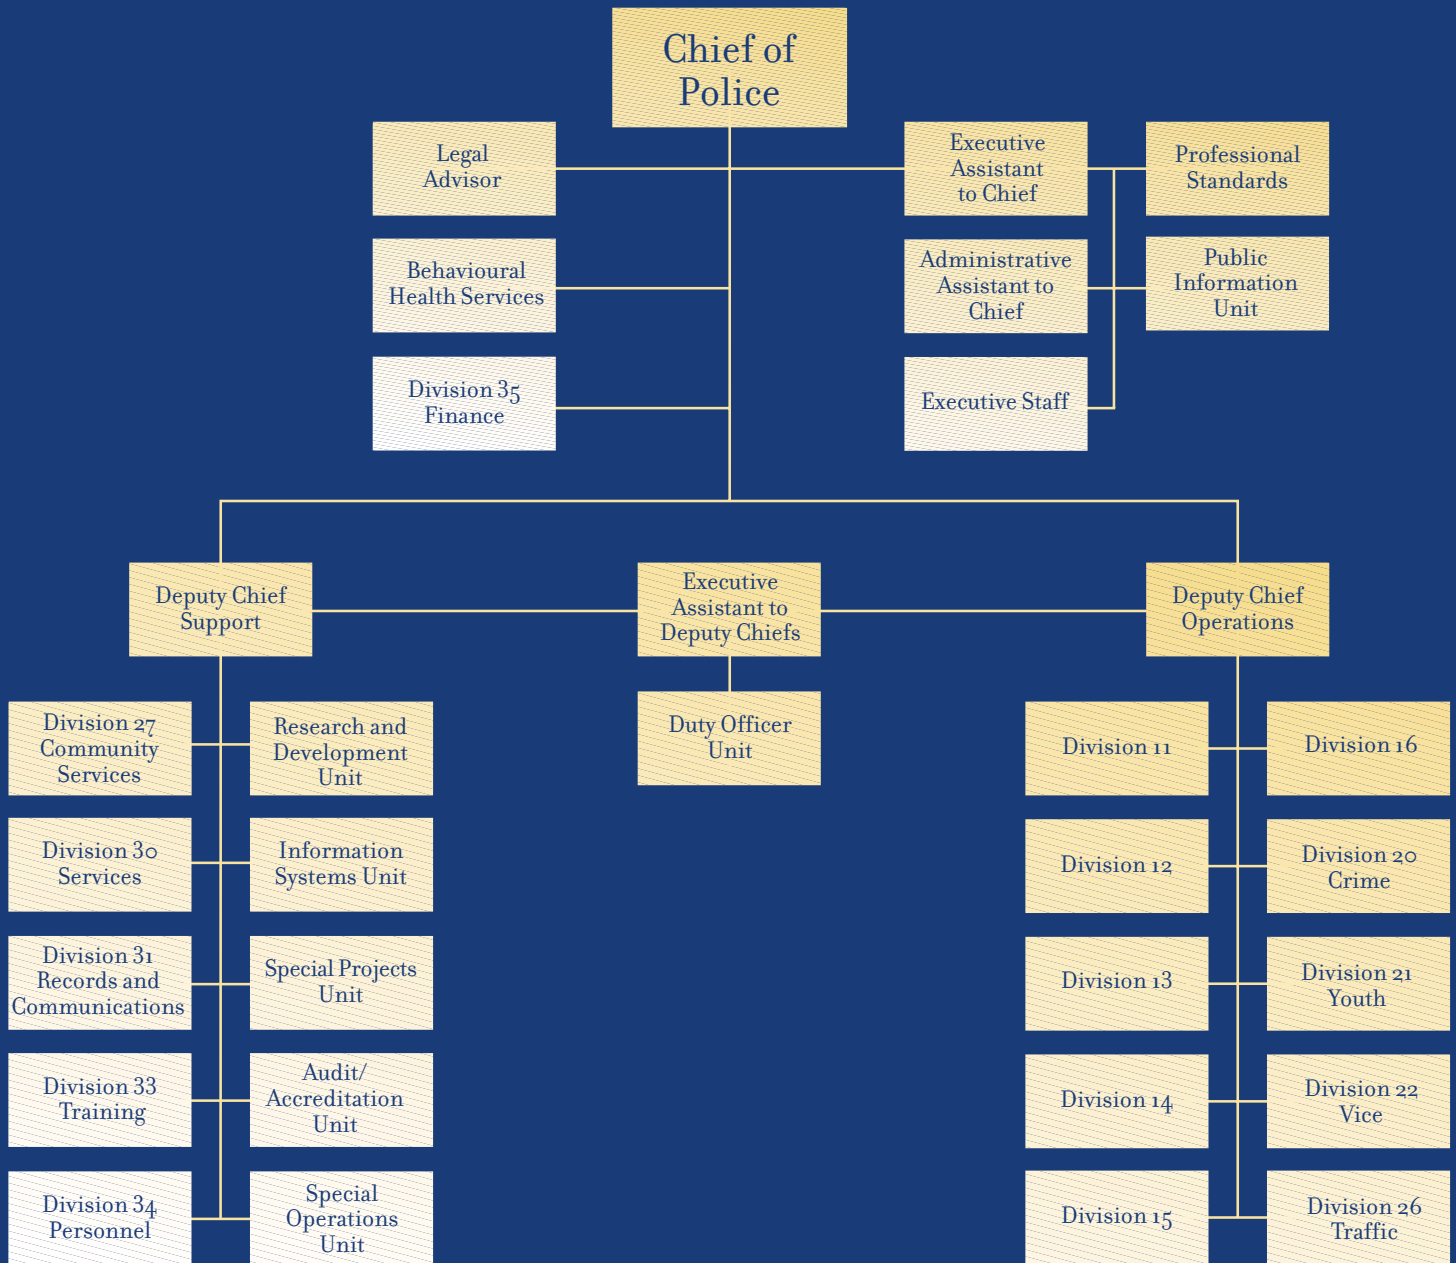 Chief of
Police
Legal
Advisor
Executive
Assistant
to Chief
Professional
Standards
Behavioural
Health Services
Administrative
Assistant to
Chief
Public
Information
Unit
Division 35
Finance
Executive Staff
Deputy Chief
Support
Executive
Assistant to
Deputy Chiefs
Deputy Chief
Operations
Duty Officer
Unit
Division 27
Community
Services
Research and
Development
Unit
Division 30
Services
Information
Systems Unit
Division 31
Records and
Communications
Special Projects
Unit
Division 33
Training
Audit/
Accreditation
Unit
Division 34
Personnel
Special
Operations
Unit
Division 11
Division 16
Division 12
Division 20
Crime
Division 13
Division 21
Youth
Division 14
Division 22
Vice
Division 15
Division 26
Traffic